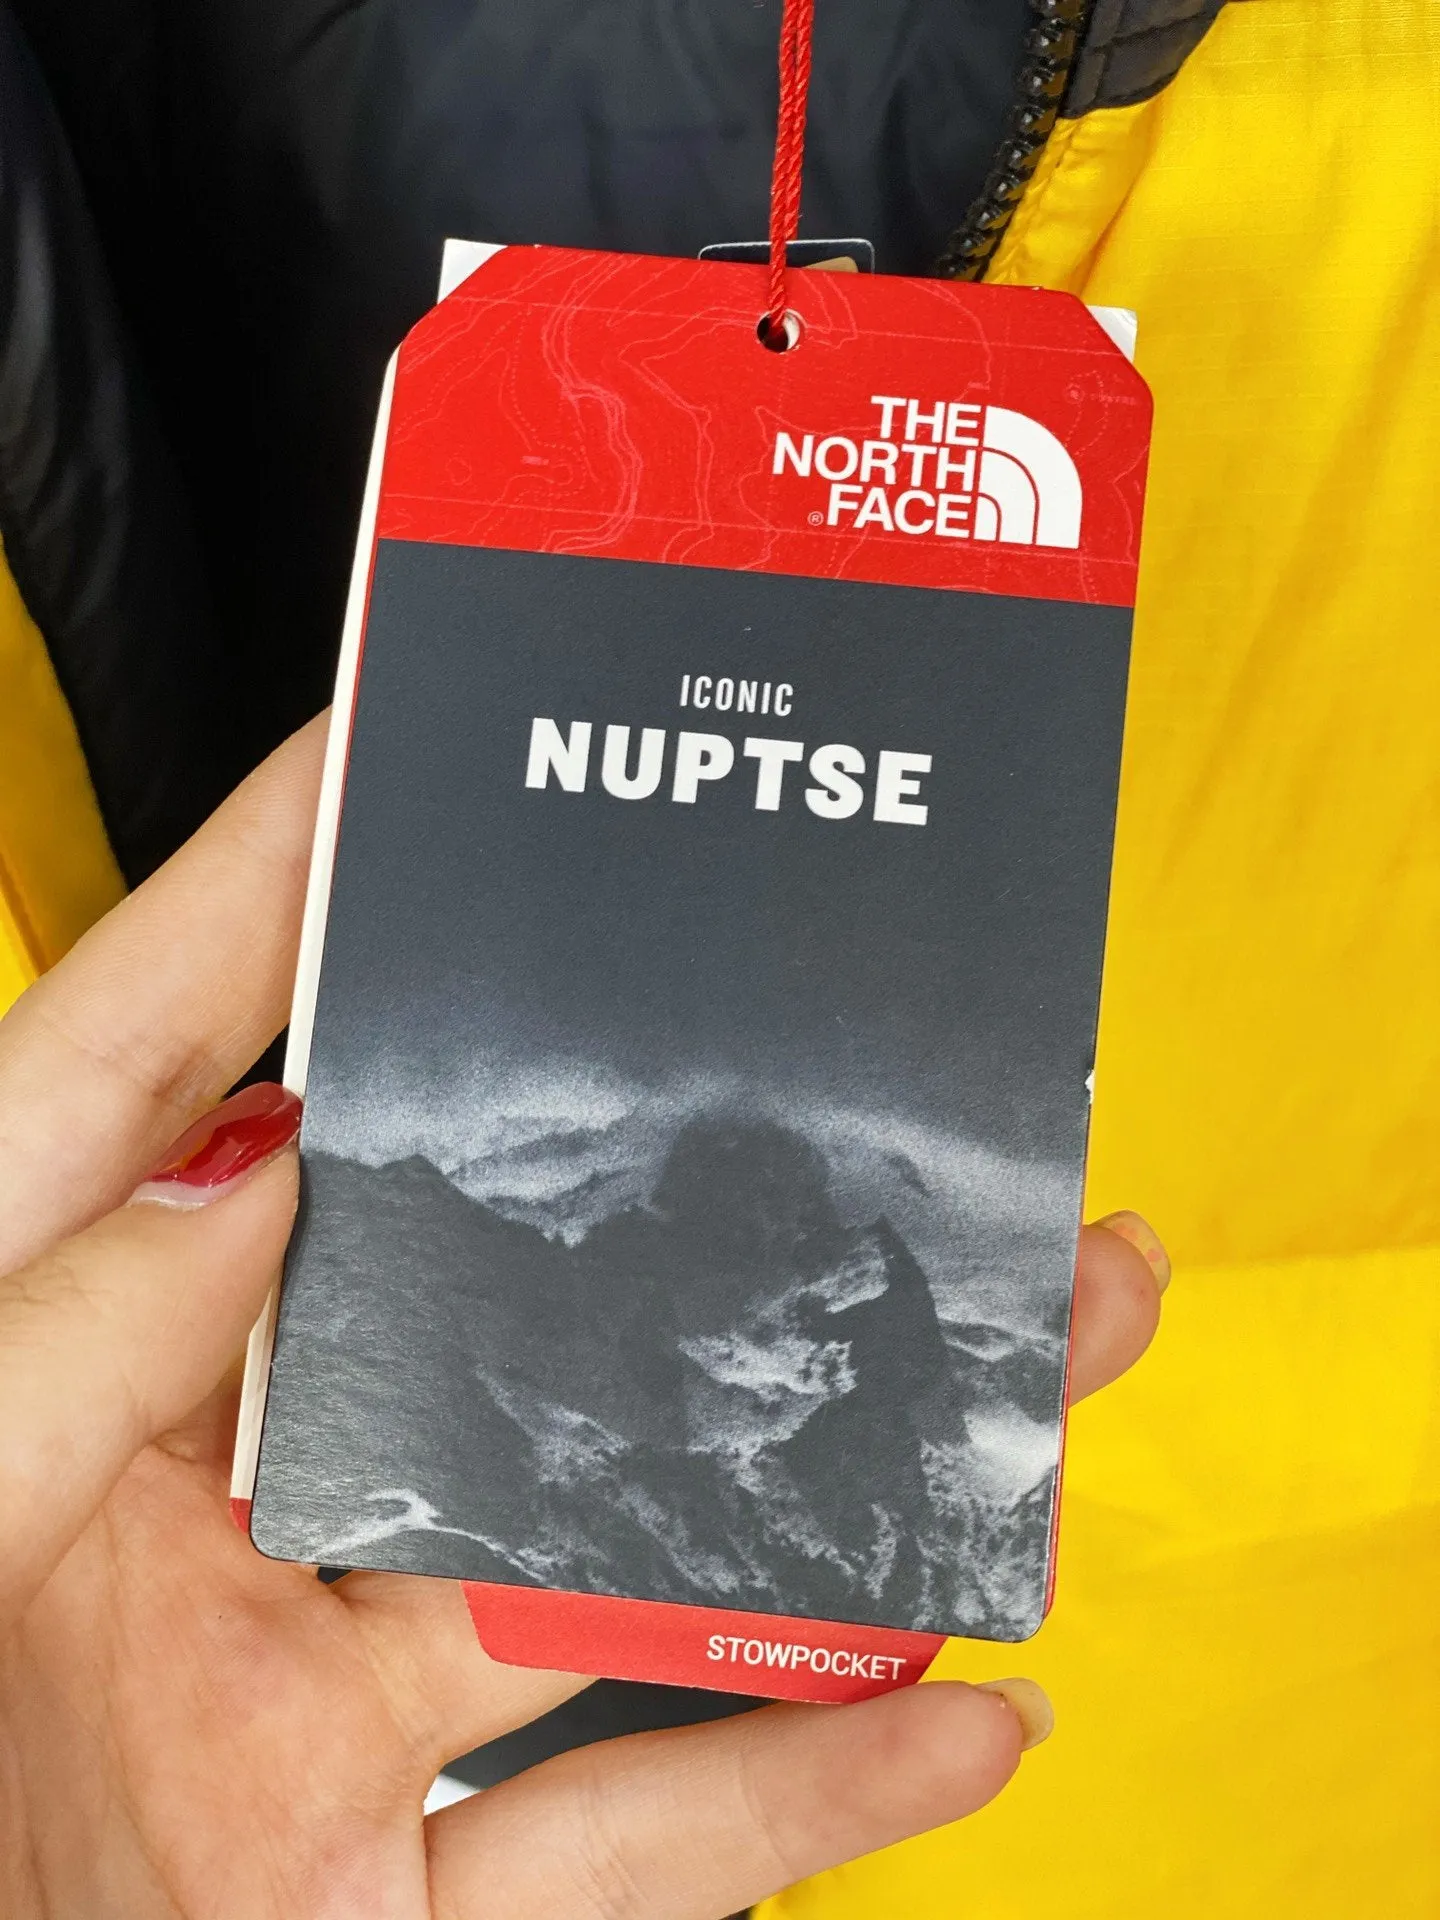 THE
NORTH
® FACE
ICONIC
NUPTSE
STOWPOCKET